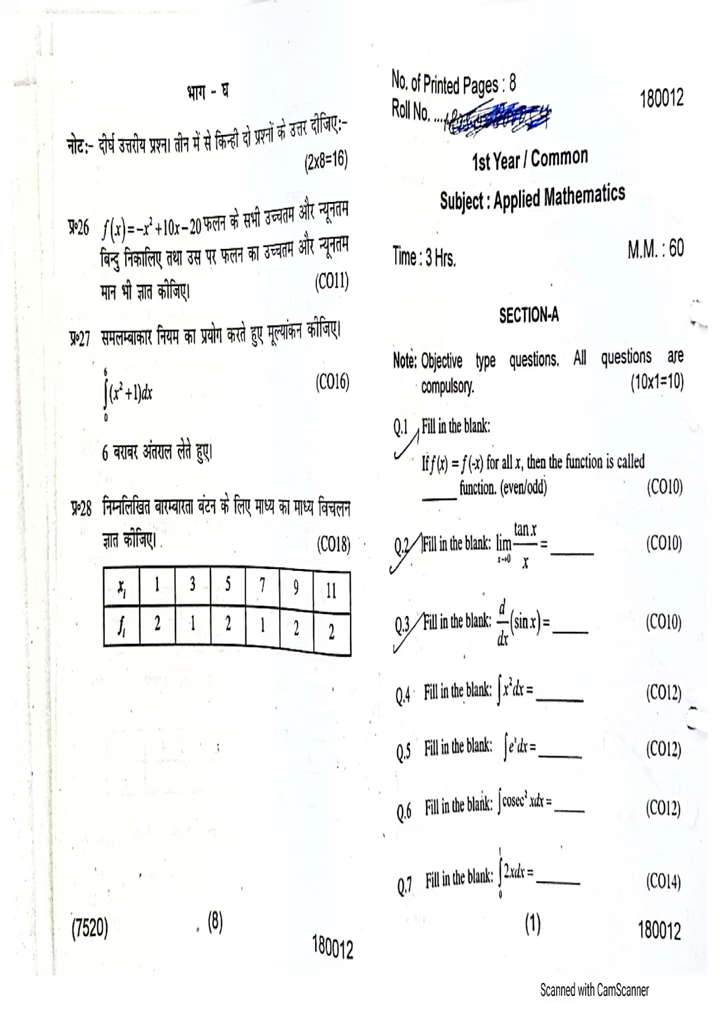 भाग - घ
नोट:- दीर्घ उत्तरीय प्रश्न। तीन में से किन्ही दो प्रश्नों के उत्तर दीजिए:-
(2x8=16)
प्र०26 f(x)=-x²+10x-20 फलन के सभी उच्चतम और न्यूनतम
बिन्दु निकालिए तथा उस पर फलन का उच्चतम और न्यूनतम
मान भी ज्ञात कीजिए। (CO11)
प्र०27 समलम्बाकार नियम का प्रयोग करते हुए मूल्यांकन कीजिए।
∫₀⁶(x²+1)dx (CO16)
6 बराबर अंतराल लेते हुए।
प्र०28 निम्नलिखित बारम्बारता बंटन के लिए माध्य का माध्य विचलन
ज्ञात कीजिए। (CO18)
xᵢ 1 3 5 7 9 11
fᵢ 2 1 2 1 2 2
(7520) (8) 180012
No. of Printed Pages : 8 180012
Roll No. ....
1st Year / Common
Subject : Applied Mathematics
Time : 3 Hrs. M.M. : 60
SECTION-A
Note: Objective type questions. All questions are
compulsory. (10x1=10)
Q.1 Fill in the blank:
If f(x) = f(-x) for all x, then the function is called
_____ function. (even/odd) (CO10)
Q.2 Fill in the blank: lim x→0 tan x / x = ______ (CO10)
Q.3 Fill in the blank: d/dx (sin x) = _____ (CO10)
Q.4 Fill in the blank: ∫x²dx = ______ (CO12)
Q.5 Fill in the blank: ∫eˣdx = ______ (CO12)
Q.6 Fill in the blank: ∫cosec² xdx = ____ (CO12)
Q.7 Fill in the blank: ∫₀¹2xdx = ______ (CO14)
(1) 180012
Scanned with CamScanner